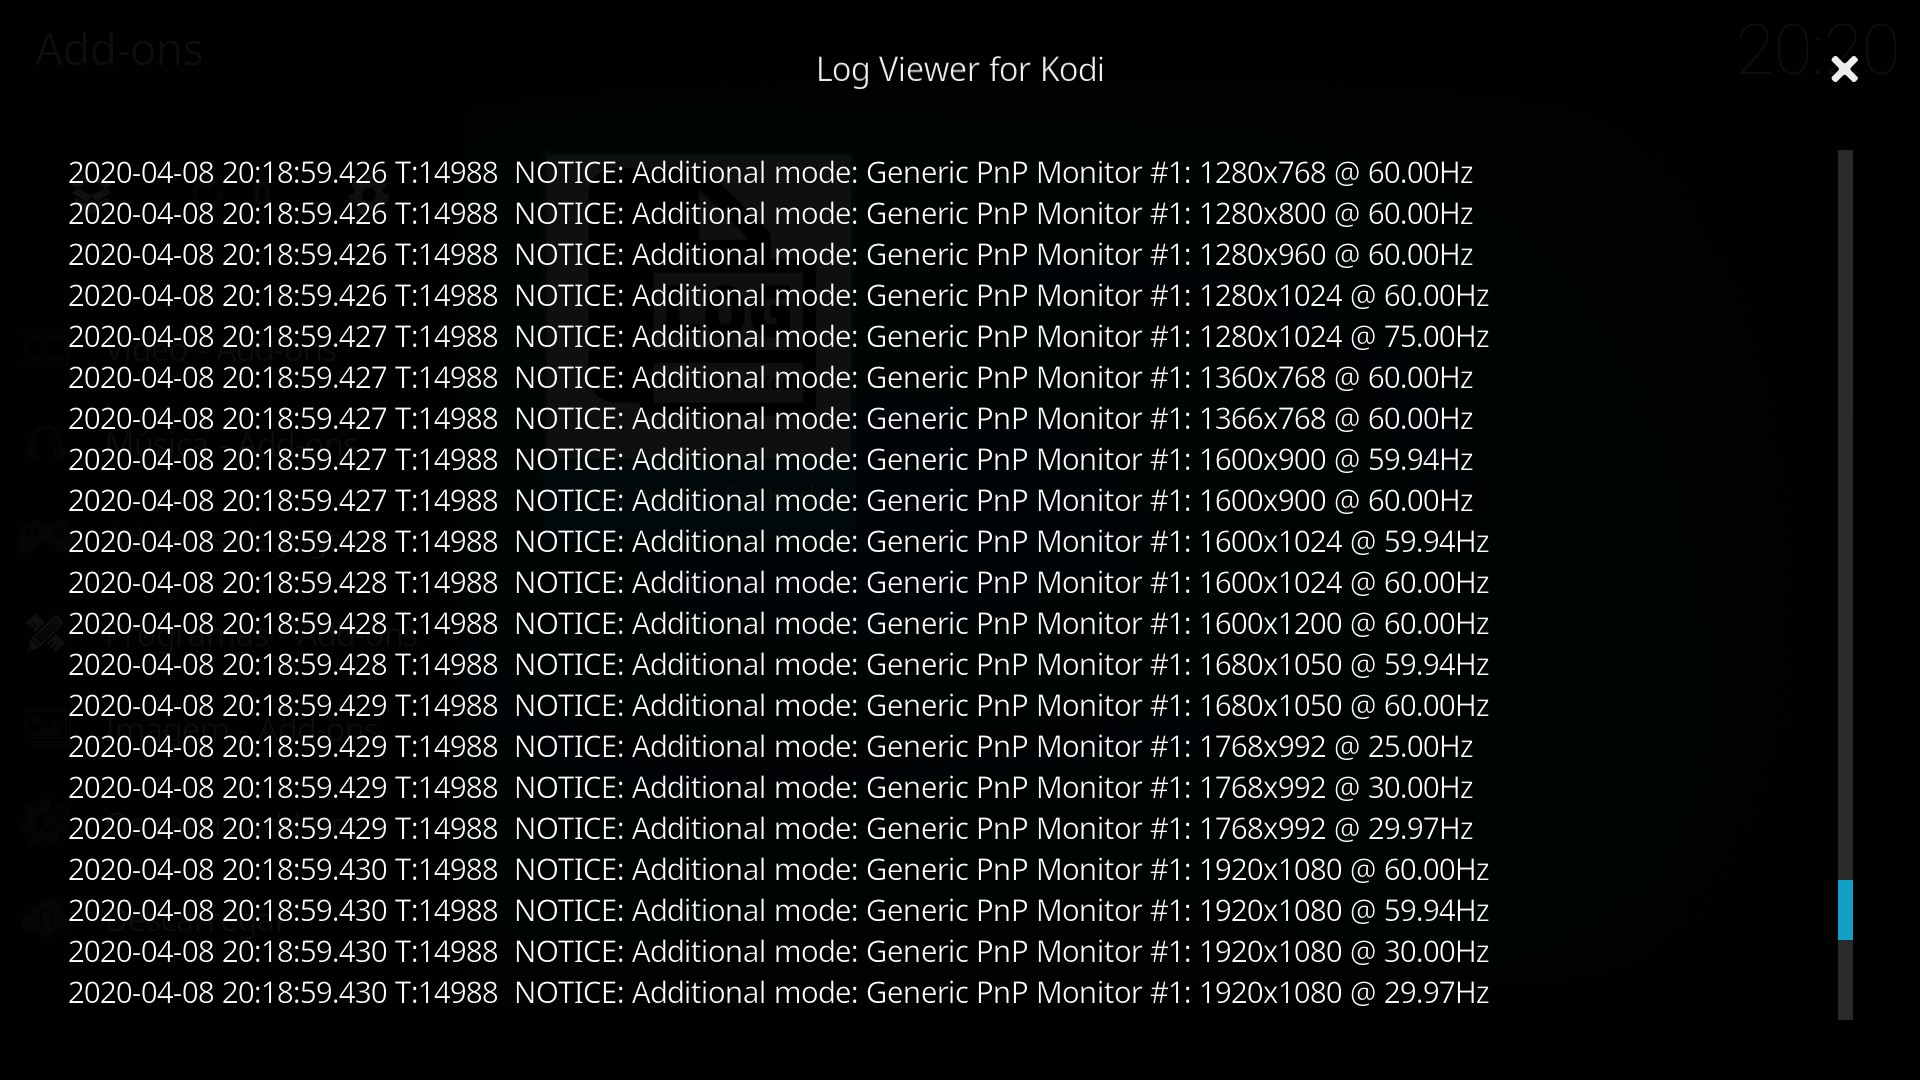 Add-ons
20:20
Log Viewer for Kodi
2020-04-08 20:18:59.426 T:14988 NOTICE: Additional mode: Generic PnP Monitor #1: 1280x768 @ 60.00Hz
2020-04-08 20:18:59.426 T:14988 NOTICE: Additional mode: Generic PnP Monitor #1: 1280x800 @ 60.00Hz
2020-04-08 20:18:59.426 T:14988 NOTICE: Additional mode: Generic PnP Monitor #1: 1280x960 @ 60.00Hz
2020-04-08 20:18:59.426 T:14988 NOTICE: Additional mode: Generic PnP Monitor #1: 1280x1024 @ 60.00Hz
2020-04-08 20:18:59.427 T:14988 NOTICE: Additional mode: Generic PnP Monitor #1: 1280x1024 @ 75.00Hz
Vídeo - Add-ons
2020-04-08 20:18:59.427 T:14988 NOTICE: Additional mode: Generic PnP Monitor #1: 1360x768 @ 60.00Hz
2020-04-08 20:18:59.427 T:14988 NOTICE: Additional mode: Generic PnP Monitor #1: 1366x768 @ 60.00Hz
Música - Add-ons
2020-04-08 20:18:59.427 T:14988 NOTICE: Additional mode: Generic PnP Monitor #1: 1600x900 @ 59.94Hz
2020-04-08 20:18:59.427 T:14988 NOTICE: Additional mode: Generic PnP Monitor #1: 1600x900 @ 60.00Hz
2020-04-08 20:18:59.428 T:14988 NOTICE: Additional mode: Generic PnP Monitor #1: 1600x1024 @ 59.94Hz
2020-04-08 20:18:59.428 T:14988 NOTICE: Additional mode: Generic PnP Monitor #1: 1600x1024 @ 60.00Hz
2020-04-08 20:18:59.428 T:14988 NOTICE: Additional mode: Generic PnP Monitor #1: 1600x1200 @ 60.00Hz
Programas - Add-ons
2020-04-08 20:18:59.428 T:14988 NOTICE: Additional mode: Generic PnP Monitor #1: 1680x1050 @ 59.94Hz
2020-04-08 20:18:59.429 T:14988 NOTICE: Additional mode: Generic PnP Monitor #1: 1680x1050 @ 60.00Hz
Imagem - Add-ons
2020-04-08 20:18:59.429 T:14988 NOTICE: Additional mode: Generic PnP Monitor #1: 1768x992 @ 25.00Hz
2020-04-08 20:18:59.429 T:14988 NOTICE: Additional mode: Generic PnP Monitor #1: 1768x992 @ 30.00Hz
2020-04-08 20:18:59.429 T:14988 NOTICE: Additional mode: Generic PnP Monitor #1: 1768x992 @ 29.97Hz
2020-04-08 20:18:59.430 T:14988 NOTICE: Additional mode: Generic PnP Monitor #1: 1920x1080 @ 60.00Hz
2020-04-08 20:18:59.430 T:14988 NOTICE: Additional mode: Generic PnP Monitor #1: 1920x1080 @ 59.94Hz
Descarregar
2020-04-08 20:18:59.430 T:14988 NOTICE: Additional mode: Generic PnP Monitor #1: 1920x1080 @ 30.00Hz
2020-04-08 20:18:59.430 T:14988 NOTICE: Additional mode: Generic PnP Monitor #1: 1920x1080 @ 29.97Hz